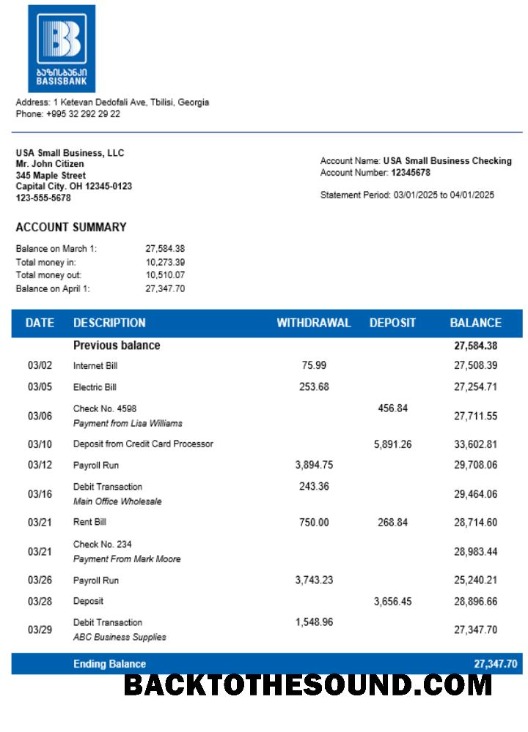 ბაზისბანკი
BASISBANK
Address: 1 Ketevan Dedofali Ave, Tbilisi, Georgia
Phone: +995 32 292 29 22
USA Small Business, LLC
Mr. John Citizen
345 Maple Street
Capital City. OH 12345-0123
123-555-5678
Account Name: USA Small Business Checking
Account Number: 12345678
Statement Period: 03/01/2025 to 04/01/2025
ACCOUNT SUMMARY
Balance on March 1: 27,584.38
Total money in: 10,273.39
Total money out: 10,510.07
Balance on April 1: 27,347.70
DATE DESCRIPTION WITHDRAWAL DEPOSIT BALANCE
Previous balance 27,584.38
03/02 Internet Bill 75.99 27,508.39
03/05 Electric Bill 253.68 27,254.71
03/06 Check No. 4598 456.84 27,711.55
Payment from Lisa Williams
03/10 Deposit from Credit Card Processor 5,891.26 33,602.81
03/12 Payroll Run 3,894.75 29,708.06
03/16 Debit Transaction 243.36 29,464.06
Main Office Wholesale
03/21 Rent Bill 750.00 268.84 28,714.60
03/21 Check No. 234 28,983.44
Payment From Mark Moore
03/26 Payroll Run 3,743.23 25,240.21
03/28 Deposit 3,656.45 28,896.66
03/29 Debit Transaction 1,548.96 27,347.70
ABC Business Supplies
Ending Balance 27,347.70
BACKTOTHESOUND.COM